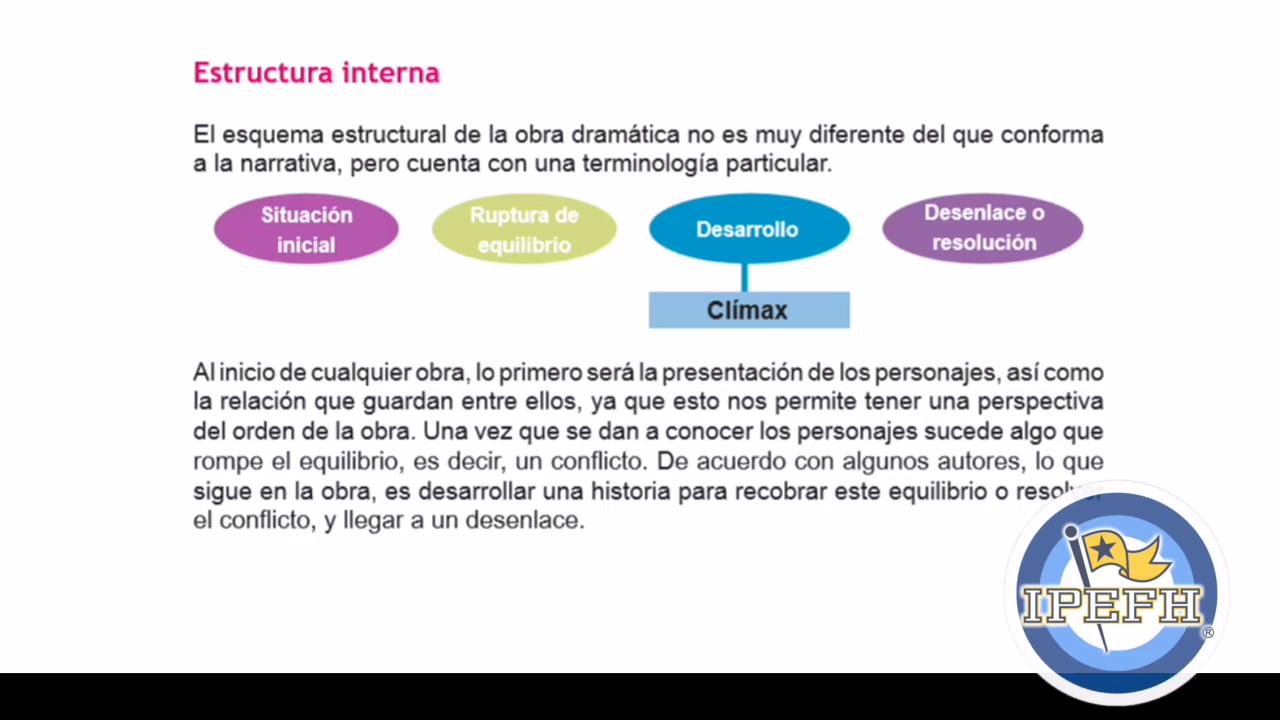 Estructura interna
El esquema estructural de la obra dramática no es muy diferente del que conforma
a la narrativa, pero cuenta con una terminología particular.
Situación
inicial
Ruptura de
equilibrio
Desarrollo
Desenlace o
resolución
Clímax
Al inicio de cualquier obra, lo primero será la presentación de los personajes, así como
la relación que guardan entre ellos, ya que esto nos permite tener una perspectiva
del orden de la obra. Una vez que se dan a conocer los personajes sucede algo que
rompe el equilibrio, es decir, un conflicto. De acuerdo con algunos autores, lo que
sigue en la obra, es desarrollar una historia para recobrar este equilibrio o resolver
el conflicto, y llegar a un desenlace.
IPEFH
®